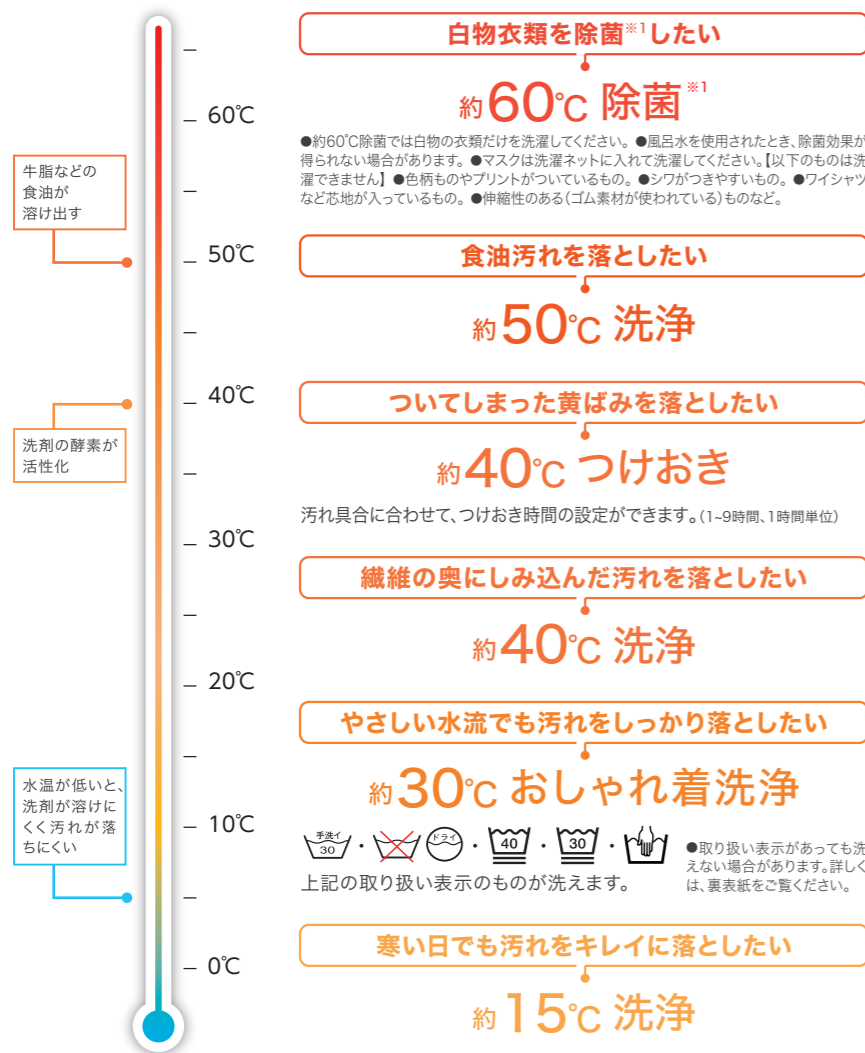 白物衣類を除菌※1したい
60℃
約60℃ 除菌※1
●約60℃除菌では白物の衣類だけを洗濯してください。●風呂水を使用されたとき、除菌効果が
得られない場合があります。●マスクは洗濯ネットに入れて洗濯してください。【以下のものは洗
濯できません】●色柄ものやプリントがついているもの。●シワがつきやすいもの。●ワイシャツ
など芯地が入っているもの。●伸縮性のある（ゴム素材が使われている）ものなど。
牛脂などの
食油が
溶け出す
50℃
食油汚れを落としたい
約50℃ 洗浄
40℃
ついてしまった黄ばみを落としたい
洗剤の酵素が
活性化
約40℃ つけおき
汚れ具合に合わせて、つけおき時間の設定ができます。（1~9時間、1時間単位）
30℃
繊維の奥にしみ込んだ汚れを落としたい
約40℃ 洗浄
20℃
やさしい水流でも汚れをしっかり落としたい
約30℃ おしゃれ着洗浄
水温が低いと、
洗剤が溶けに
くく汚れが落
ちにくい
10℃
手洗イ
30
・
ドライ
・
40
・
30
・
●取り扱い表示があっても洗
えない場合があります。詳しく
は、裏表紙をご覧ください。
上記の取り扱い表示のものが洗えます。
0℃
寒い日でも汚れをキレイに落としたい
約15℃ 洗浄